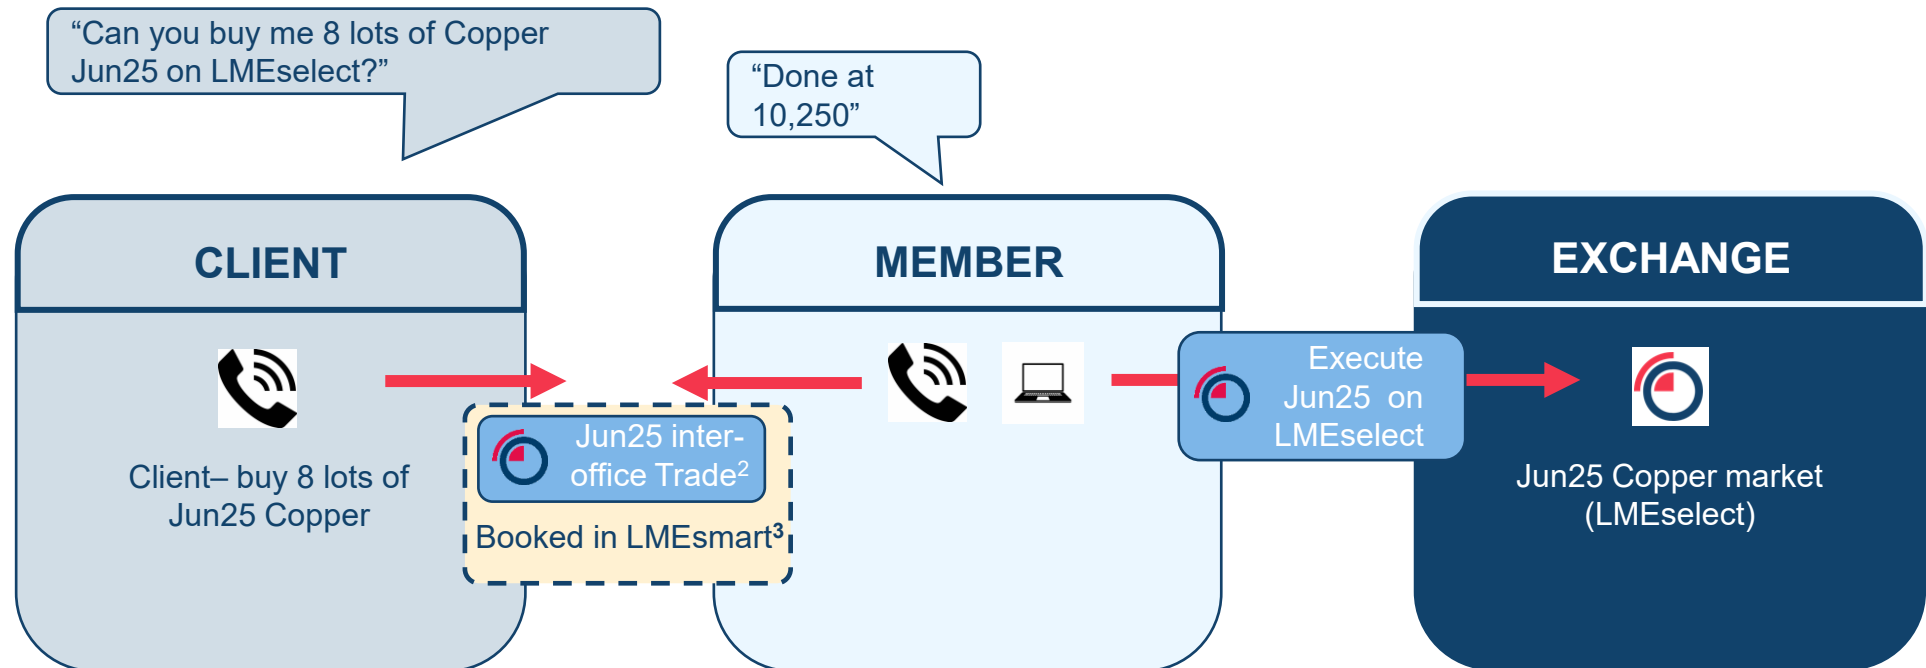 “Can you buy me 8 lots of Copper
Jun25 on LMEselect?”
“Done at
10,250”
CLIENT
MEMBER
EXCHANGE
Client– buy 8 lots of
Jun25 Copper
Jun25 inter-
office Trade²
Booked in LMEsmart³
Execute
Jun25 on
LMEselect
Jun25 Copper market
(LMEselect)